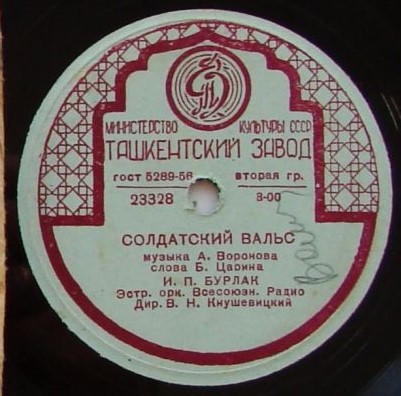 МИНИСТЕРСТВО КУЛЬТУРЫ СССР
ТАШКЕНТСКИЙ ЗАВОД
гост 5289-56 вторая гр.
23328 8-00
СОЛДАТСКИЙ ВАЛЬС
музыка А. Воронова
слова Б. Царина
И. П. БУРЛАК
Эстр. орк. Всесоюзн. Радио
Дир. В. Н. Кнушевицкий